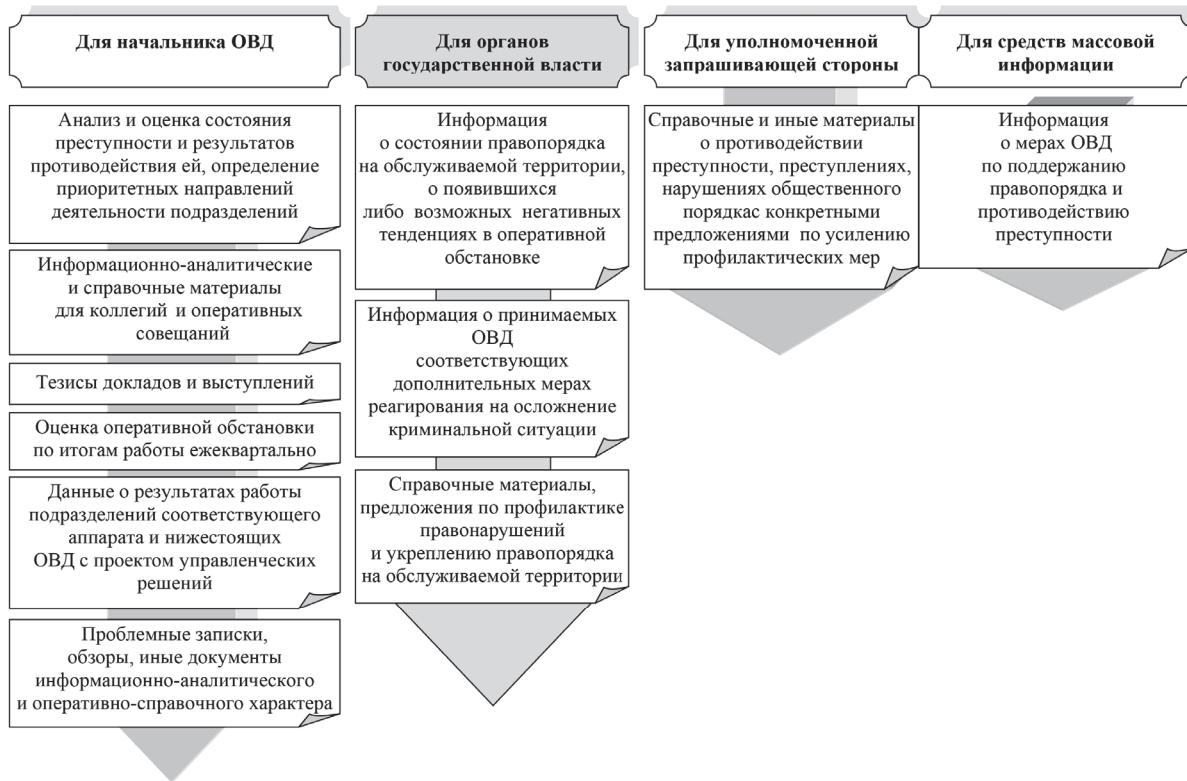 Для начальника ОВД
Анализ и оценка состояния
преступности и результатов
противодействия ей, определение
приоритетных направлений
деятельности подразделений
Информационно-аналитические
и справочные материалы
для коллегий и оперативных
совещаний
Тезисы докладов и выступлений
Оценка оперативной обстановки
по итогам работы ежеквартально
Данные о результатах работы
подразделений соответствующего
аппарата и нижестоящих
ОВД с проектом управленческих
решений
Проблемные записки,
обзоры, иные документы
информационно-аналитического
и оперативно-справочного характера
Для органов
государственной власти
Информация
о состоянии правопорядка
на обслуживаемой территории,
о появившихся
либо возможных негативных
тенденциях в оперативной
обстановке
Информация о принимаемых
ОВД
соответствующих
дополнительных мерах
реагирования на осложнение
криминальной ситуации
Справочные материалы,
предложения по профилактике
правонарушений
и укреплению правопорядка
на обслуживаемой территории
Для уполномоченной
запрашивающей стороны
Справочные и иные материалы
о противодействии
преступности, преступлениях,
нарушениях общественного
порядкас конкретными
предложениями по усилению
профилактических мер
Для средств массовой
информации
Информация
о мерах ОВД
по поддержанию
правопорядка и
противодействию
преступности